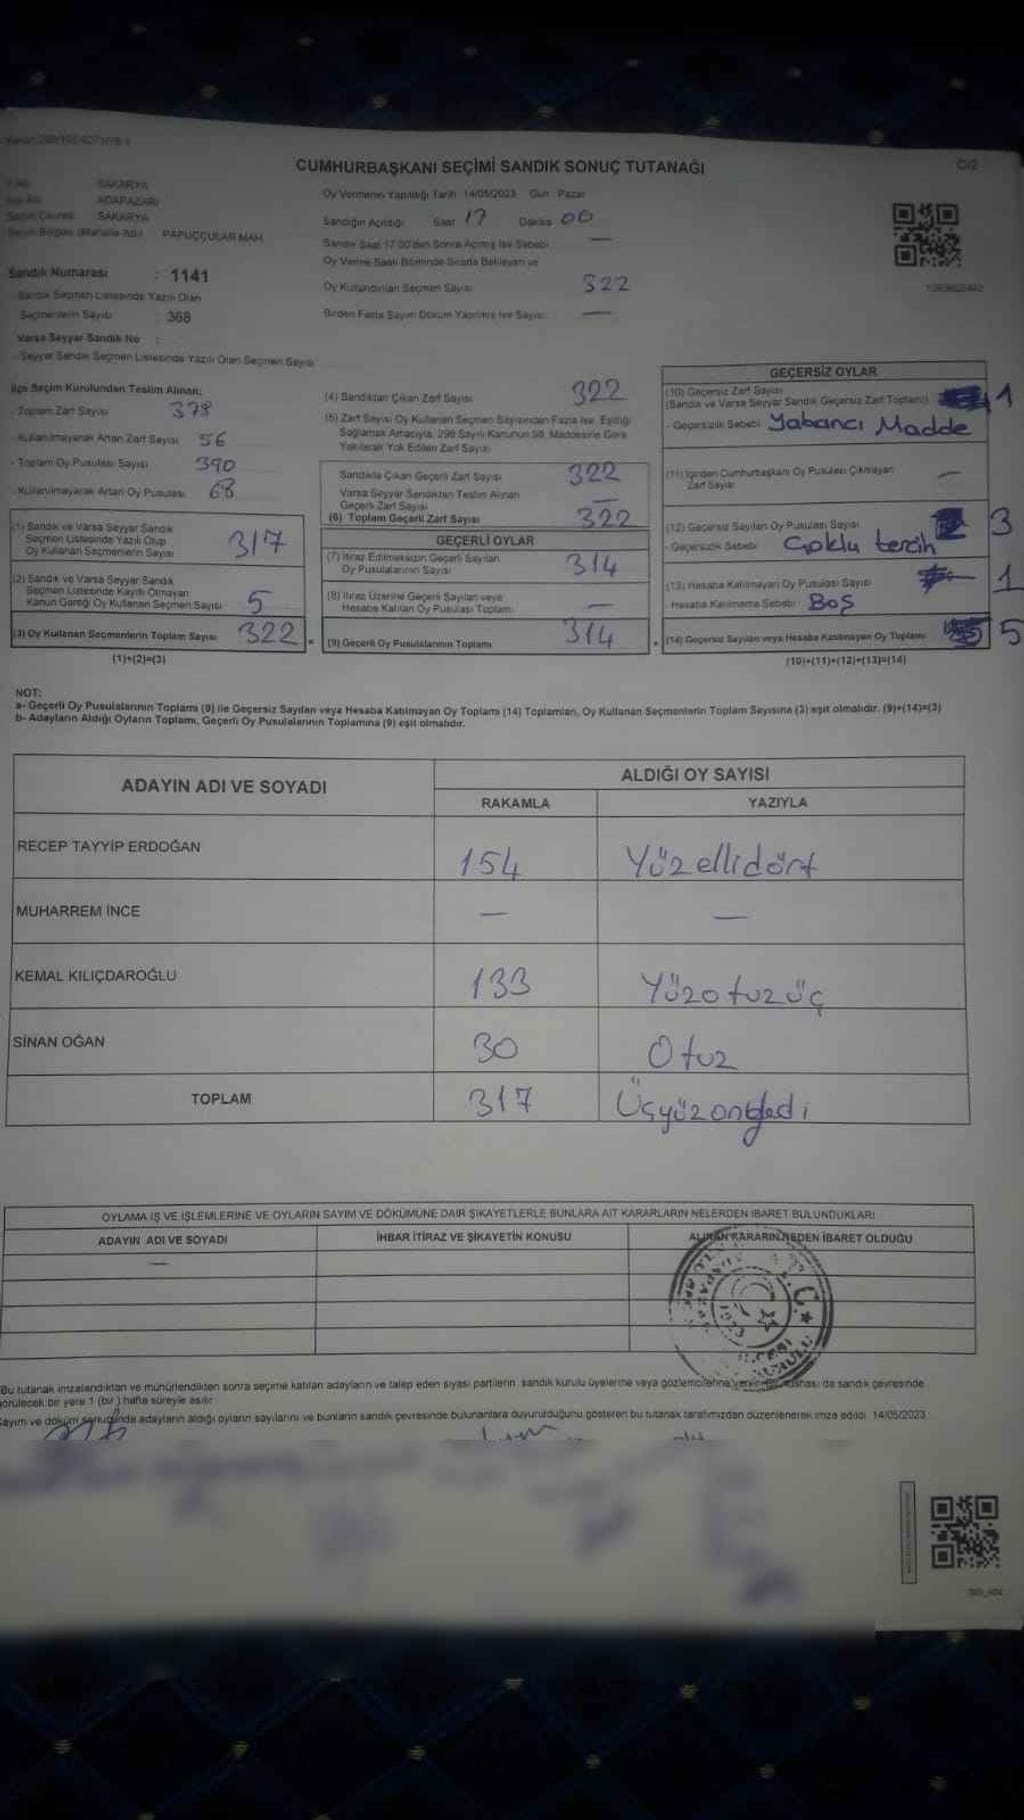 CUMHURBAŞKANI SEÇİMİ SANDIK SONUÇ TUTANAĞI
C/2
SAKARYA
ADAPAZARI
SAKARYA
PAPUÇÇULAR MAH
Oy Vermenin Yapıldığı Tarih 14/05/2023 Gün Pazar
Sandığın Açıldığı Saat 17 Dakika 00
Sandık Saat 17.00'den Sonra Açılmış İse Sebebi —
Oy Verme Saati Bitiminde Sırada Bekleyen ve
Oy Kullandırılan Seçmen Sayısı 322
Birden Fazla Sayım Döküm Yapılmış İse Sayısı —
Sandık Numarası : 1141
Sandık Seçmen Listesinde Yazılı Olan
Seçmenlerin Sayısı 368
Varsa Seyyar Sandık No :
- Seyyar Sandık Seçmen Listesinde Yazılı Olan Seçmen Sayısı
İlçe Seçim Kurulundan Teslim Alınan:
- Toplam Zarf Sayısı 378
- Kullanılmayarak Artan Zarf Sayısı 56
- Toplam Oy Pusulası Sayısı 390
- Kullanılmayarak Artan Oy Pusulası 68
(1) Sandık ve Varsa Seyyar Sandık
Seçmen Listesinde Yazılı Olup
Oy Kullanan Seçmenlerin Sayısı 317
(2) Sandık ve Varsa Seyyar Sandık
Seçmen Listesinde Kayıtlı Olmayan
Kanun Gereği Oy Kullanan Seçmen Sayısı 5
(3) Oy Kullanan Seçmenlerin Toplam Sayısı 322 =
(1)+(2)=(3)
(4) Sandıktan Çıkan Zarf Sayısı 322
(5) Zarf Sayısı Oy Kullanan Seçmen Sayısından Fazla İse, Eşitliği
Sağlamak Amacıyla, 298 Sayılı Kanunun 98. Maddesine Göre
Yakılarak Yok Edilen Zarf Sayısı
Sandıkta Çıkan Geçerli Zarf Sayısı 322
Varsa Seyyar Sandıktan Teslim Alınan
Geçerli Zarf Sayısı —
(6) Toplam Geçerli Zarf Sayısı 322
GEÇERLİ OYLAR
(7) İtiraz Edilmeksizin Geçerli Sayılan
Oy Pusulalarının Sayısı 314
(8) İtiraz Üzerine Geçerli Sayılan veya
Hesaba Katılan Oy Pusulası Toplamı —
(9) Geçerli Oy Pusulalarının Toplamı 314 +
GEÇERSİZ OYLAR
(10) Geçersiz Zarf Sayısı
(Sandık ve Varsa Seyyar Sandık Geçersiz Zarf Toplamı) 1
- Geçersizlik Sebebi Yabancı Madde
(11) İçinden Cumhurbaşkanı Oy Pusulası Çıkmayan
Zarf Sayısı —
(12) Geçersiz Sayılan Oy Pusulası Sayısı 3
- Geçersizlik Sebebi Çoklu tercih
(13) Hesaba Katılmayan Oy Pusulası Sayısı 1
- Hesaba Katılmama Sebebi Boş
(14) Geçersiz Sayılan veya Hesaba Katılmayan Oy Toplamı 5
(10)+(11)+(12)+(13)=(14)
NOT:
a- Geçerli Oy Pusulalarının Toplamı (9) ile Geçersiz Sayılan veya Hesaba Katılmayan Oy Toplamı (14) Toplamları, Oy Kullanan Seçmenlerin Toplam Sayısına (3) eşit olmalıdır. (9)+(14)=(3)
b- Adayların Aldığı Oyların Toplamı, Geçerli Oy Pusulalarının Toplamına (9) eşit olmalıdır.
ADAYIN ADI VE SOYADI
ALDIĞI OY SAYISI
RAKAMLA YAZIYLA
RECEP TAYYİP ERDOĞAN 154 Yüzellidört
MUHARREM İNCE — —
KEMAL KILIÇDAROĞLU 133 Yüzotuzüç
SİNAN OĞAN 30 Otuz
TOPLAM 317 Üçyüzonyedi
OYLAMA İŞ VE İŞLEMLERİNE VE OYLARIN SAYIM VE DÖKÜMÜNE DAİR ŞİKAYETLERLE BUNLARA AİT KARARLARIN NELERDEN İBARET BULUNDUKLARI
ADAYIN ADI VE SOYADI İHBAR İTİRAZ VE ŞİKAYETİN KONUSU ALINAN KARARIN NEDEN İBARET OLDUĞU
—
Bu tutanak imzalandıktan ve mühürlendikten sonra seçime katılan adayların ve talep eden siyasi partilerin sandık kurulu üyelerine veya gözlemcilerine da sandık çevresinde
görülecek bir yere 1 (bir) hafta süreyle asılır
Sayım ve döküm sonucunda adayların aldığı oyların sayılarını ve bunların sandık çevresinde bulunanlara duyurulduğunu gösteren bu tutanak tarafımızdan düzenlenerek imza edildi 14/05/2023